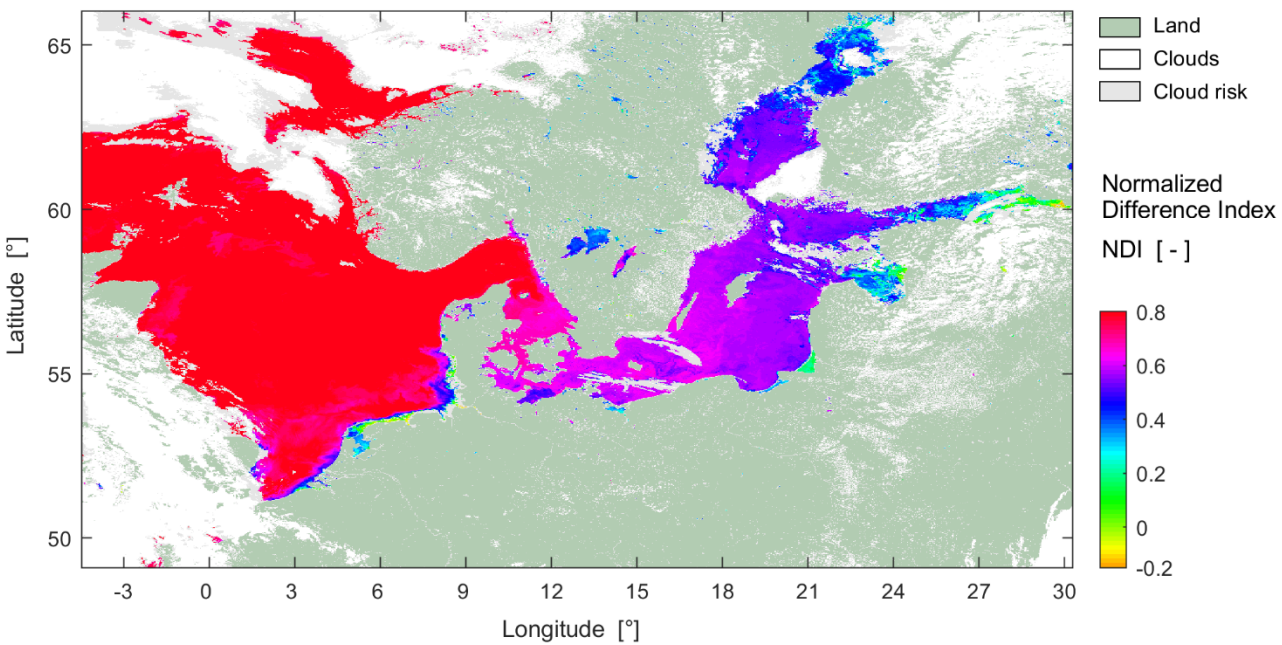 65
60
55
50
Latitude [°]
-3
0
3
6
9
12
15
18
21
24
27
30
Longitude [°]
Land
Clouds
Cloud risk
Normalized
Difference Index
NDI [ - ]
0.8
0.6
0.4
0.2
0
-0.2